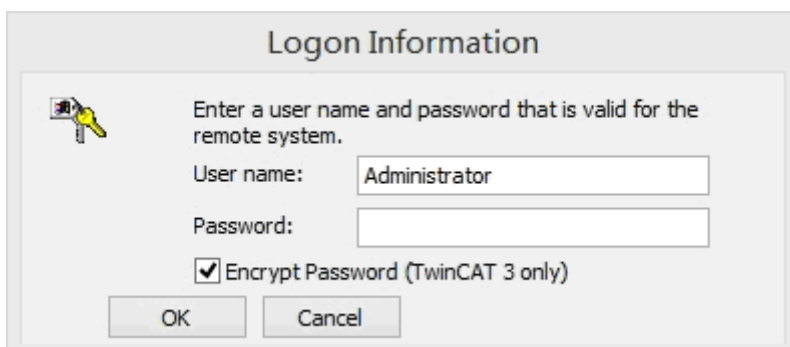 Logon Information
Enter a user name and password that is valid for the
remote system.
User name: Administrator
Password:
Encrypt Password (TwinCAT 3 only)
OK Cancel